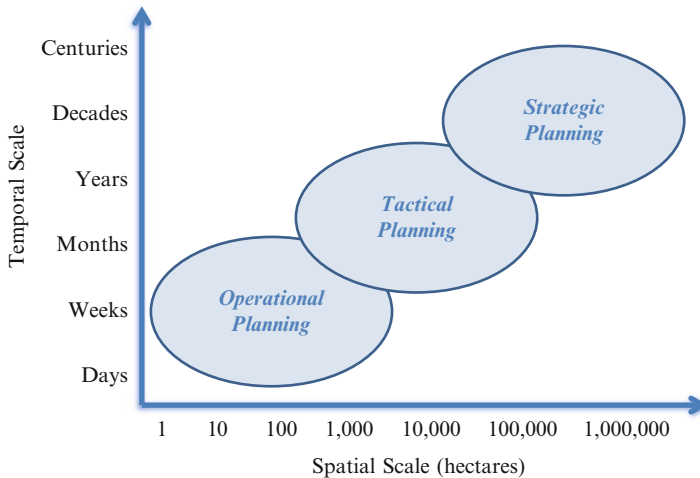 Centuries
Decades
Years
Months
Weeks
Days
Temporal Scale
Strategic
Planning
Tactical
Planning
Operational
Planning
1 10 100 1,000 10,000 100,000 1,000,000
Spatial Scale (hectares)